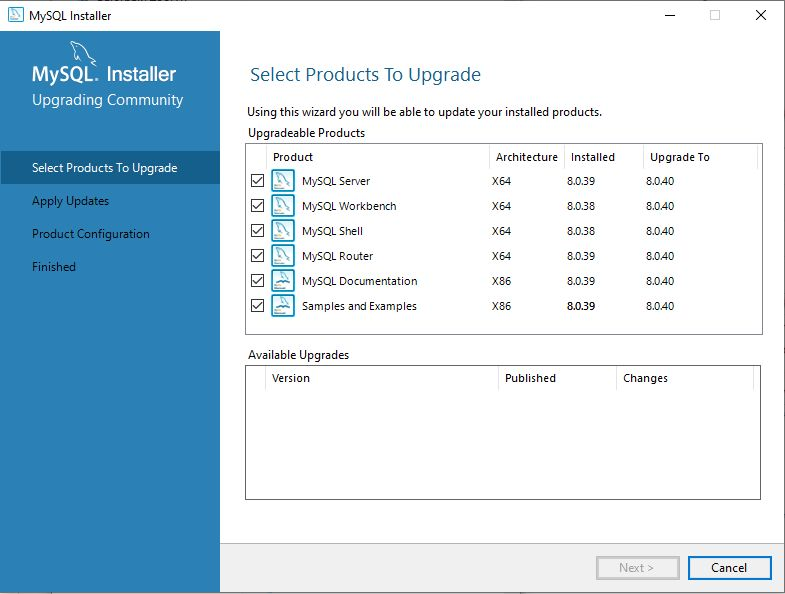 MySQL Installer
MySQL. Installer
Upgrading Community
Select Products To Upgrade
Apply Updates
Product Configuration
Finished
Select Products To Upgrade
Using this wizard you will be able to update your installed products.
Upgradeable Products
Product Architecture Installed Upgrade To
MySQL Server X64 8.0.39 8.0.40
MySQL Workbench X64 8.0.38 8.0.40
MySQL Shell X64 8.0.38 8.0.40
MySQL Router X64 8.0.39 8.0.40
MySQL Documentation X86 8.0.39 8.0.40
Samples and Examples X86 8.0.39 8.0.40
Available Upgrades
Version Published Changes
Next > Cancel